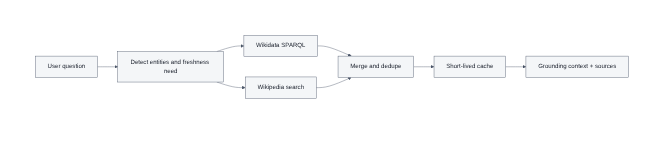 User question
Detect entities and freshness
need
Wikidata SPARQL
Wikipedia search
Merge and dedupe
Short-lived cache
Grounding context + sources